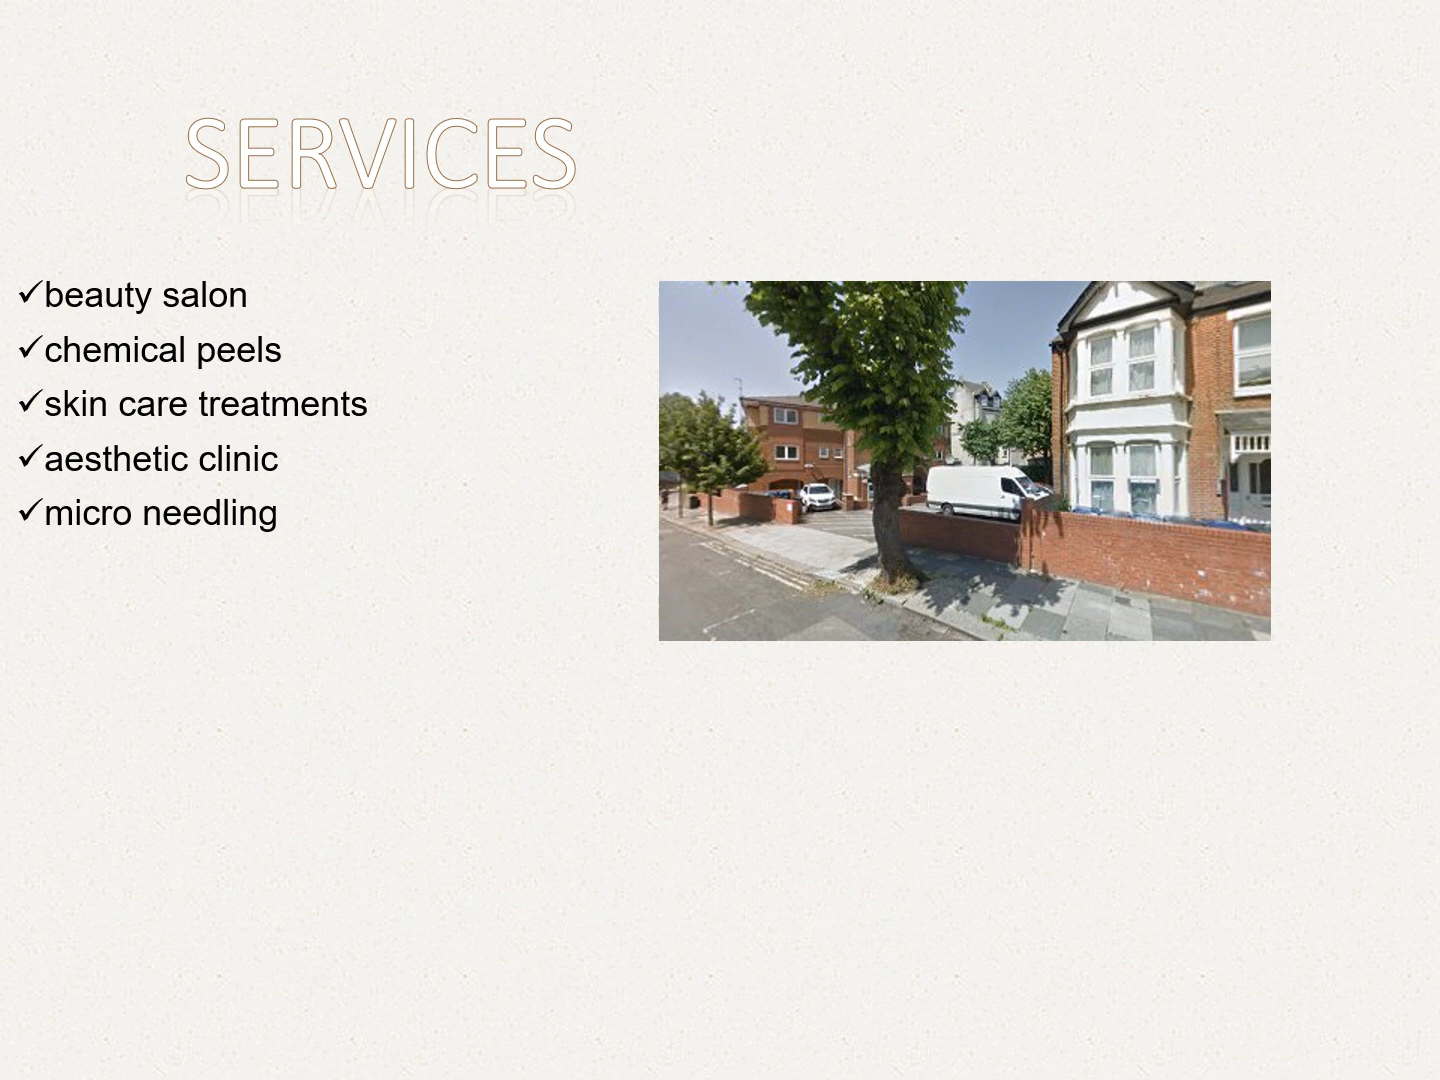 SERVICES
✓beauty salon
✓chemical peels
✓skin care treatments
✓aesthetic clinic
✓micro needling